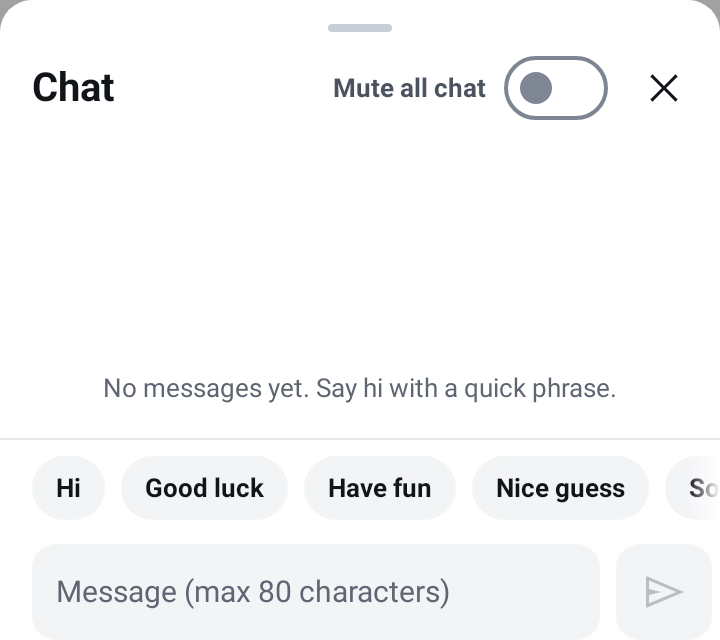 Chat
Mute all chat
No messages yet. Say hi with a quick phrase.
Hi
Good luck
Have fun
Nice guess
Message (max 80 characters)